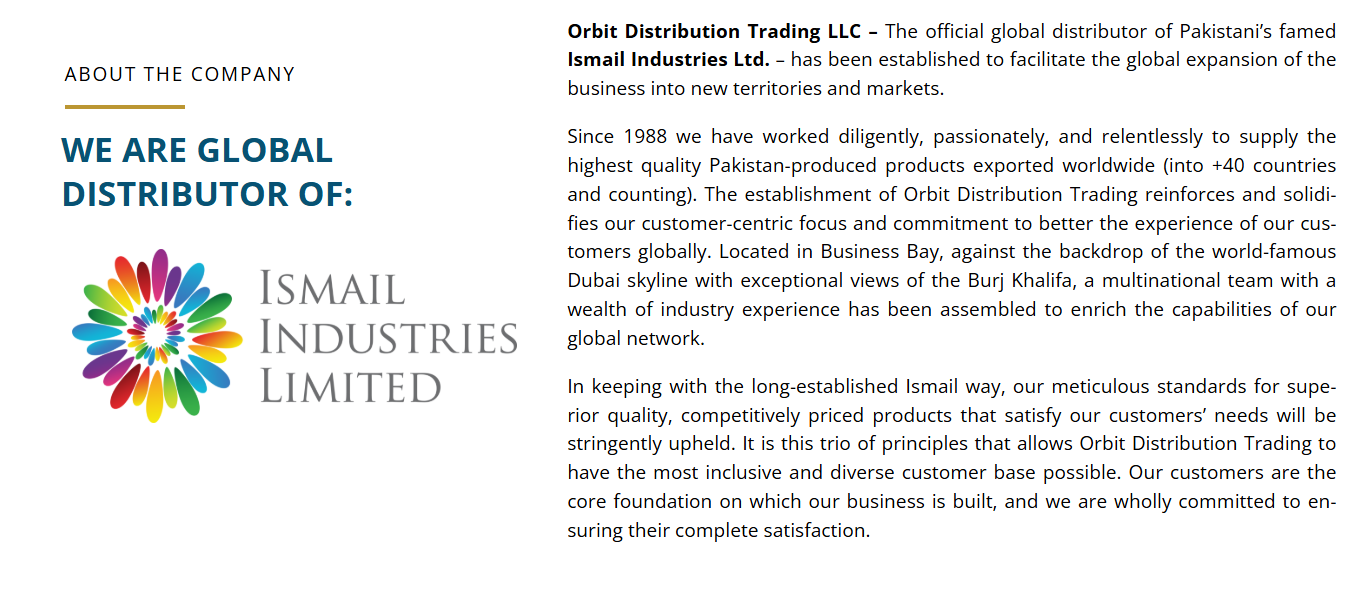 ABOUT THE COMPANY
WE ARE GLOBAL
DISTRIBUTOR OF:
ISMAIL
INDUSTRIES
LIMITED
Orbit Distribution Trading LLC – The official global distributor of Pakistani’s famed
Ismail Industries Ltd. – has been established to facilitate the global expansion of the
business into new territories and markets.
Since 1988 we have worked diligently, passionately, and relentlessly to supply the
highest quality Pakistan-produced products exported worldwide (into +40 countries
and counting). The establishment of Orbit Distribution Trading reinforces and solidi-
fies our customer-centric focus and commitment to better the experience of our cus-
tomers globally. Located in Business Bay, against the backdrop of the world-famous
Dubai skyline with exceptional views of the Burj Khalifa, a multinational team with a
wealth of industry experience has been assembled to enrich the capabilities of our
global network.
In keeping with the long-established Ismail way, our meticulous standards for supe-
rior quality, competitively priced products that satisfy our customers’ needs will be
stringently upheld. It is this trio of principles that allows Orbit Distribution Trading to
have the most inclusive and diverse customer base possible. Our customers are the
core foundation on which our business is built, and we are wholly committed to en-
suring their complete satisfaction.